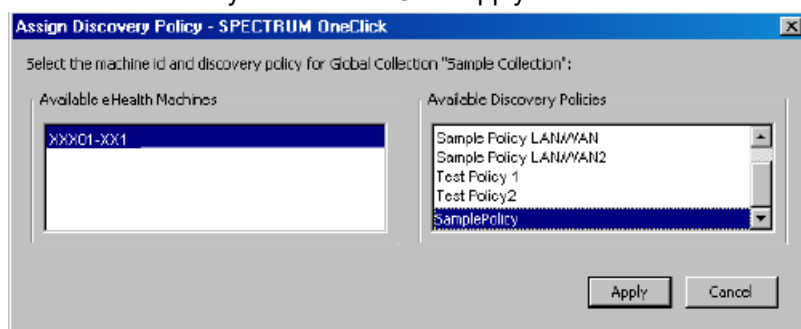 Assign Discovery Policy - SPECTRUM OneClick
Select the machine id and discovery policy for Global Collection "Sample Collection":
Available eHealth Machines
Available Discovery Policies
XXX01-XX1
Sample Policy LAN/WAN
Sample Policy LAN/WAN2
Test Policy 1
Test Policy2
SamplePolicy
Apply
Cancel